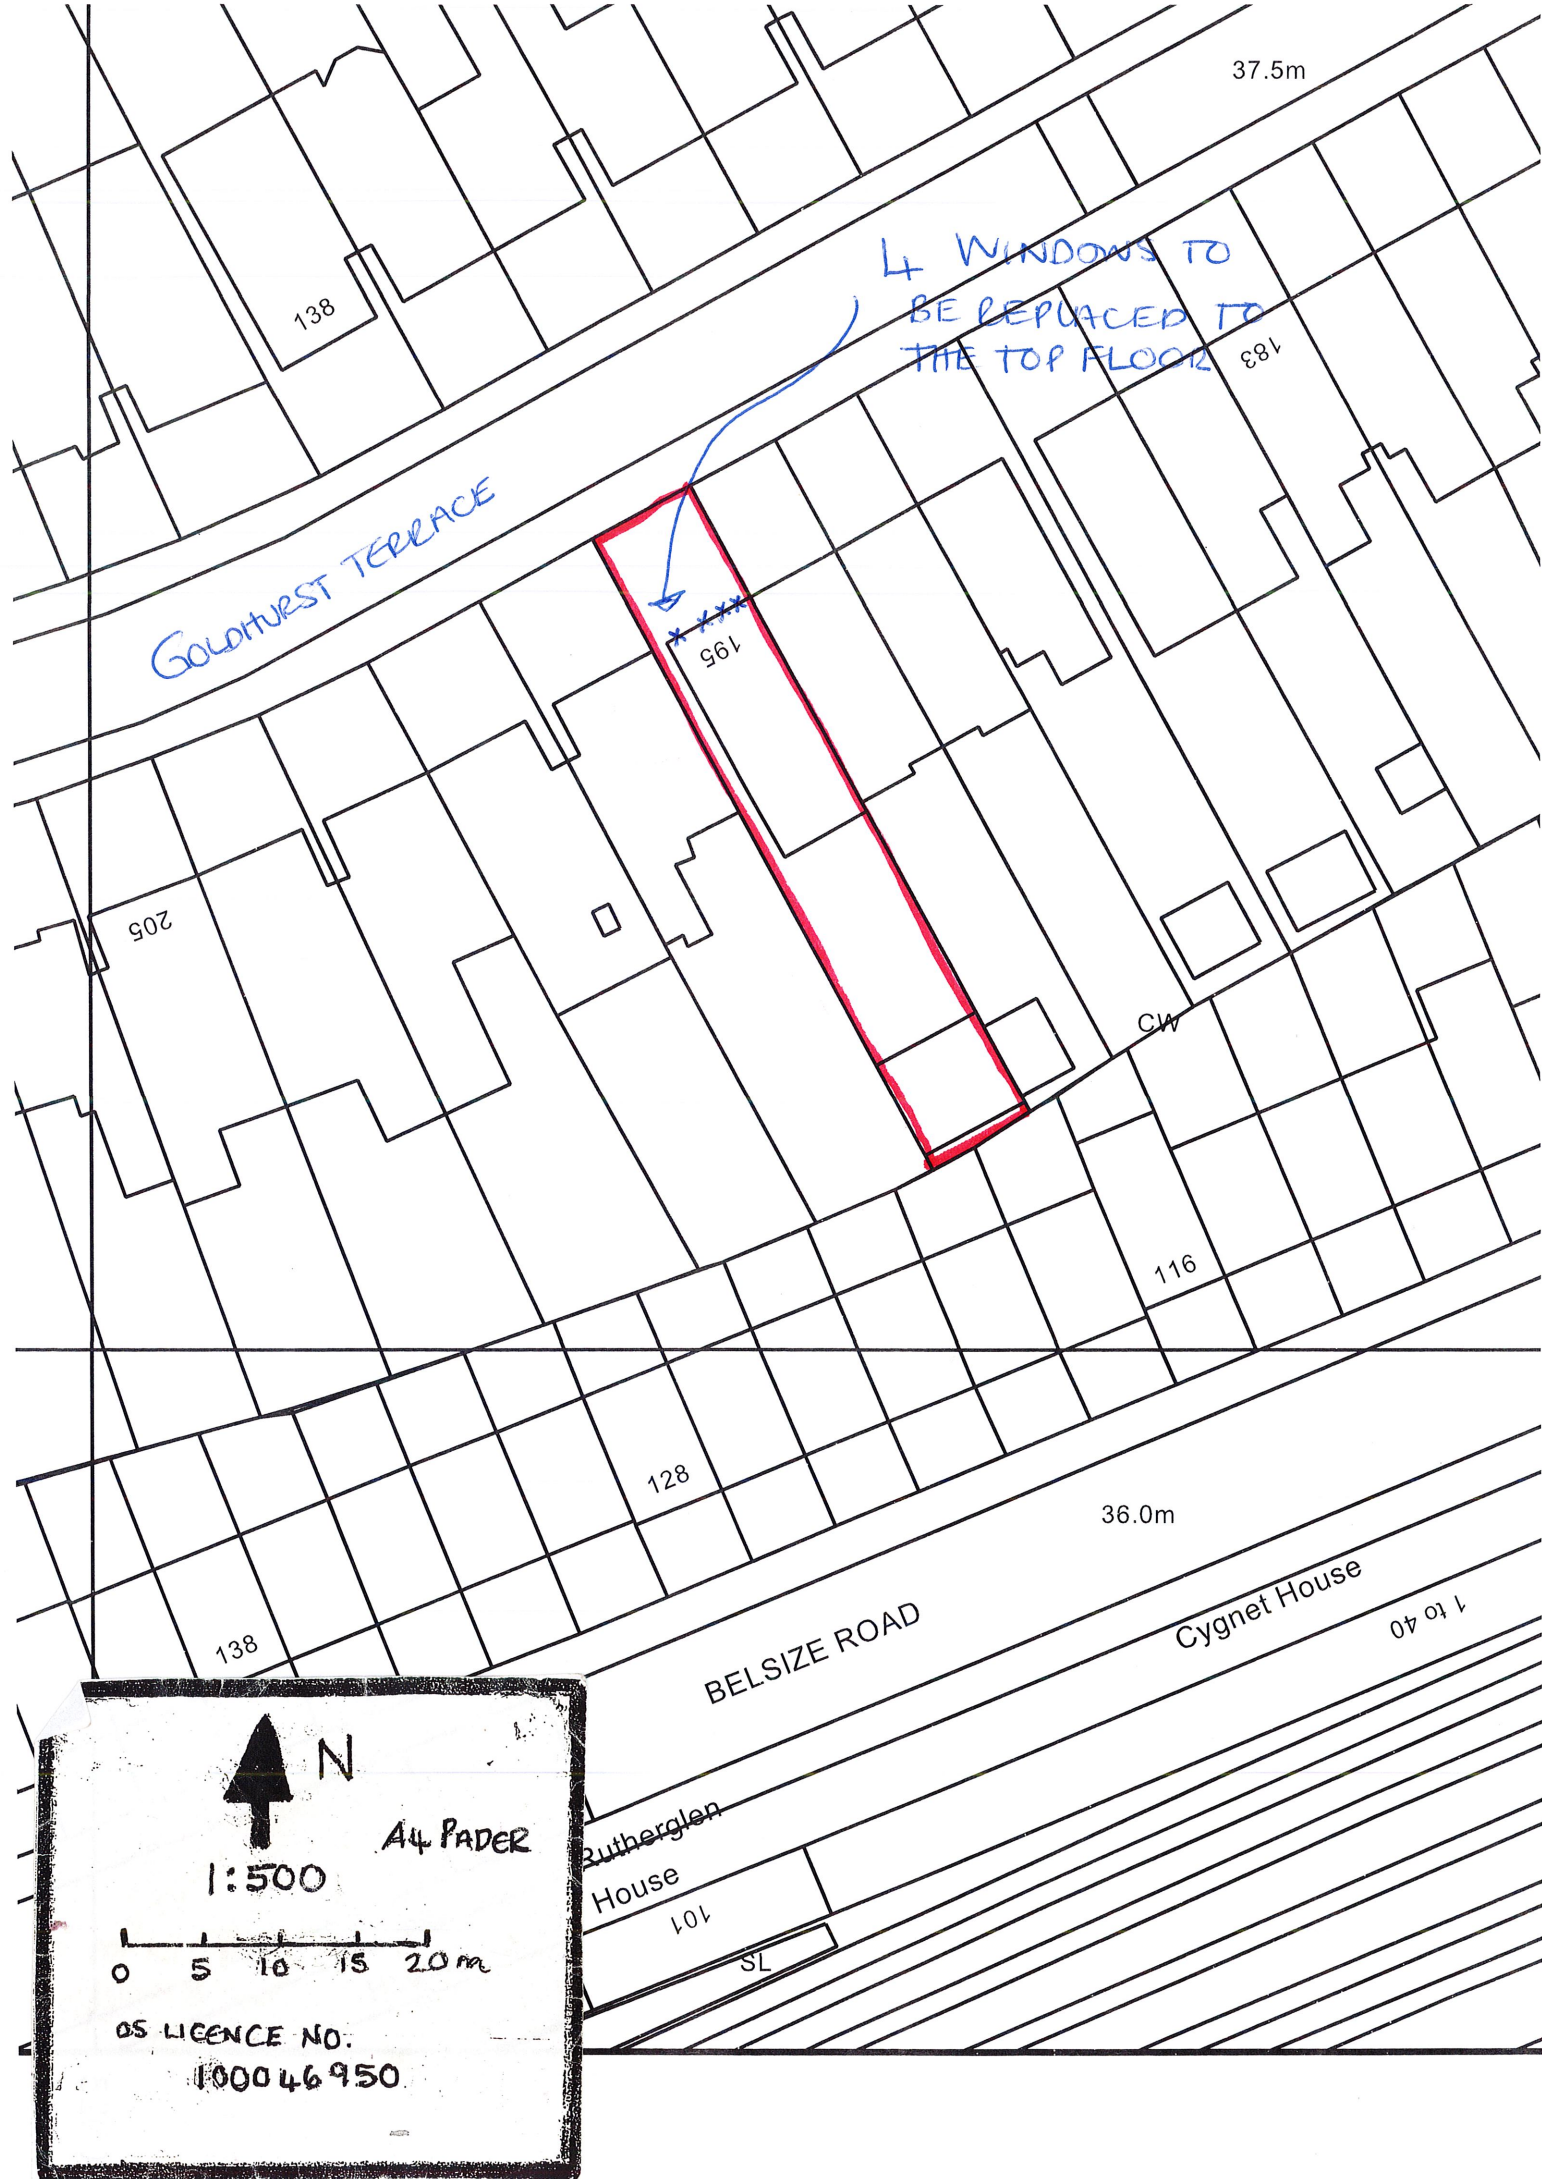 37.5m
4 WINDOWS TO
BE REPLACED TO
THE TOP FLOOR
138
183
GOLDHURST TERRACE
195
205
CW
116
128
36.0m
138
BELSIZE ROAD
Cygnet House
1 to 40
N
A4 PAPER
1:500
0 5 10 15 20m
OS LICENCE NO.
100046950
Rutherglen
House
101
SL